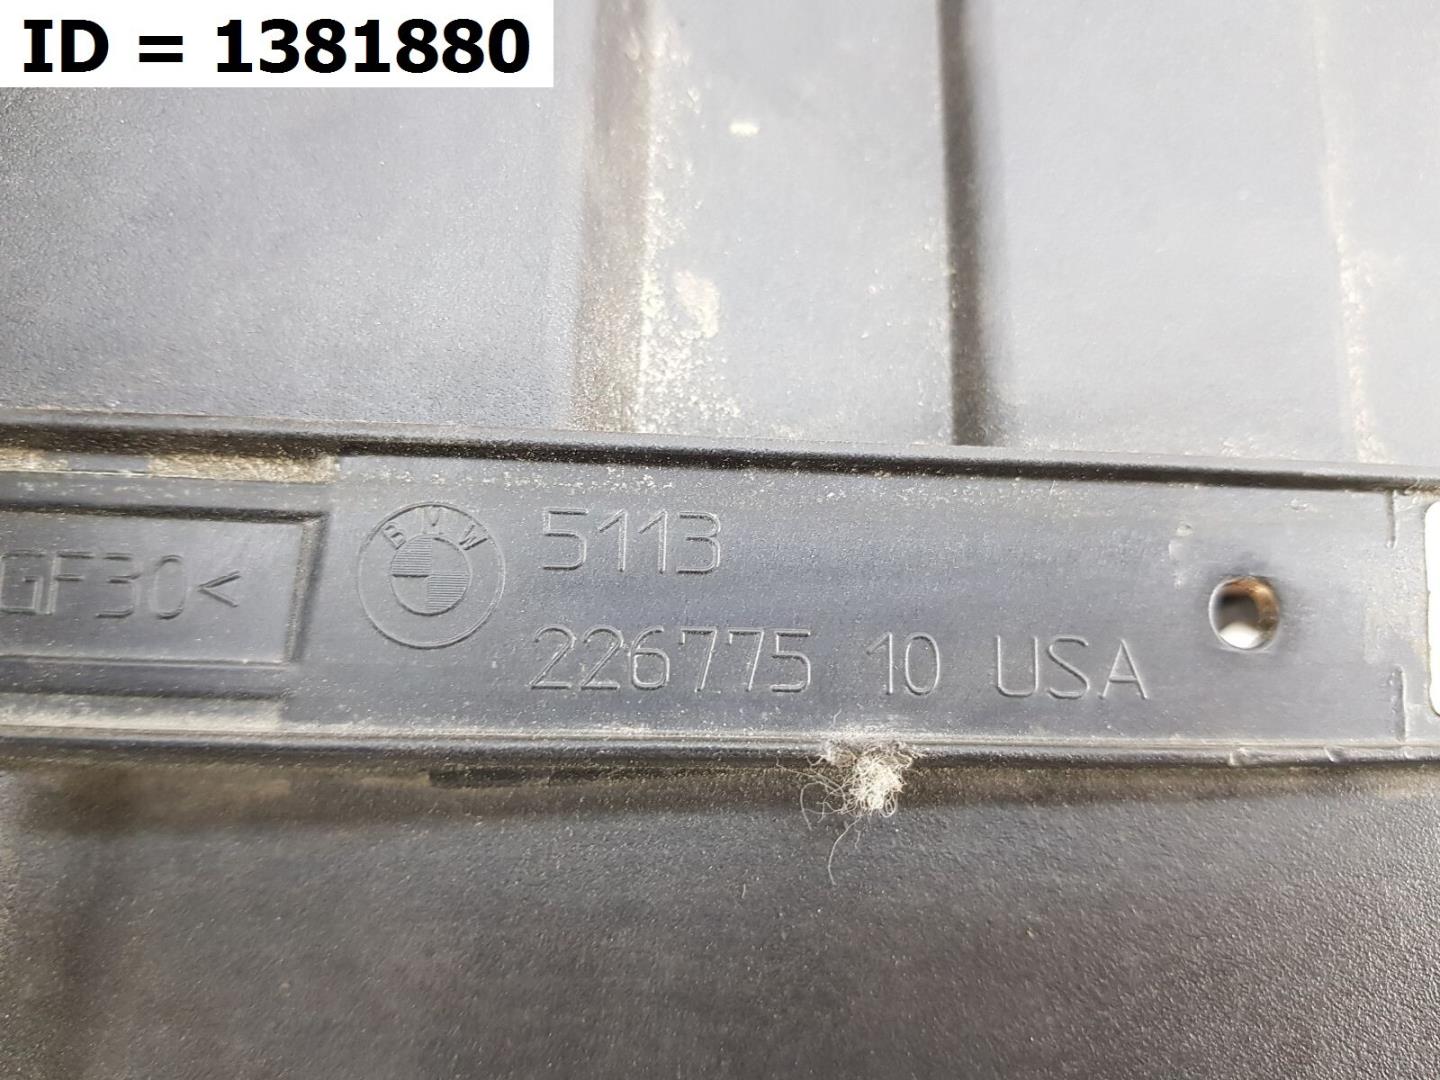 ID = 1381880
GF30<
BMW
5113
226775 10 USA